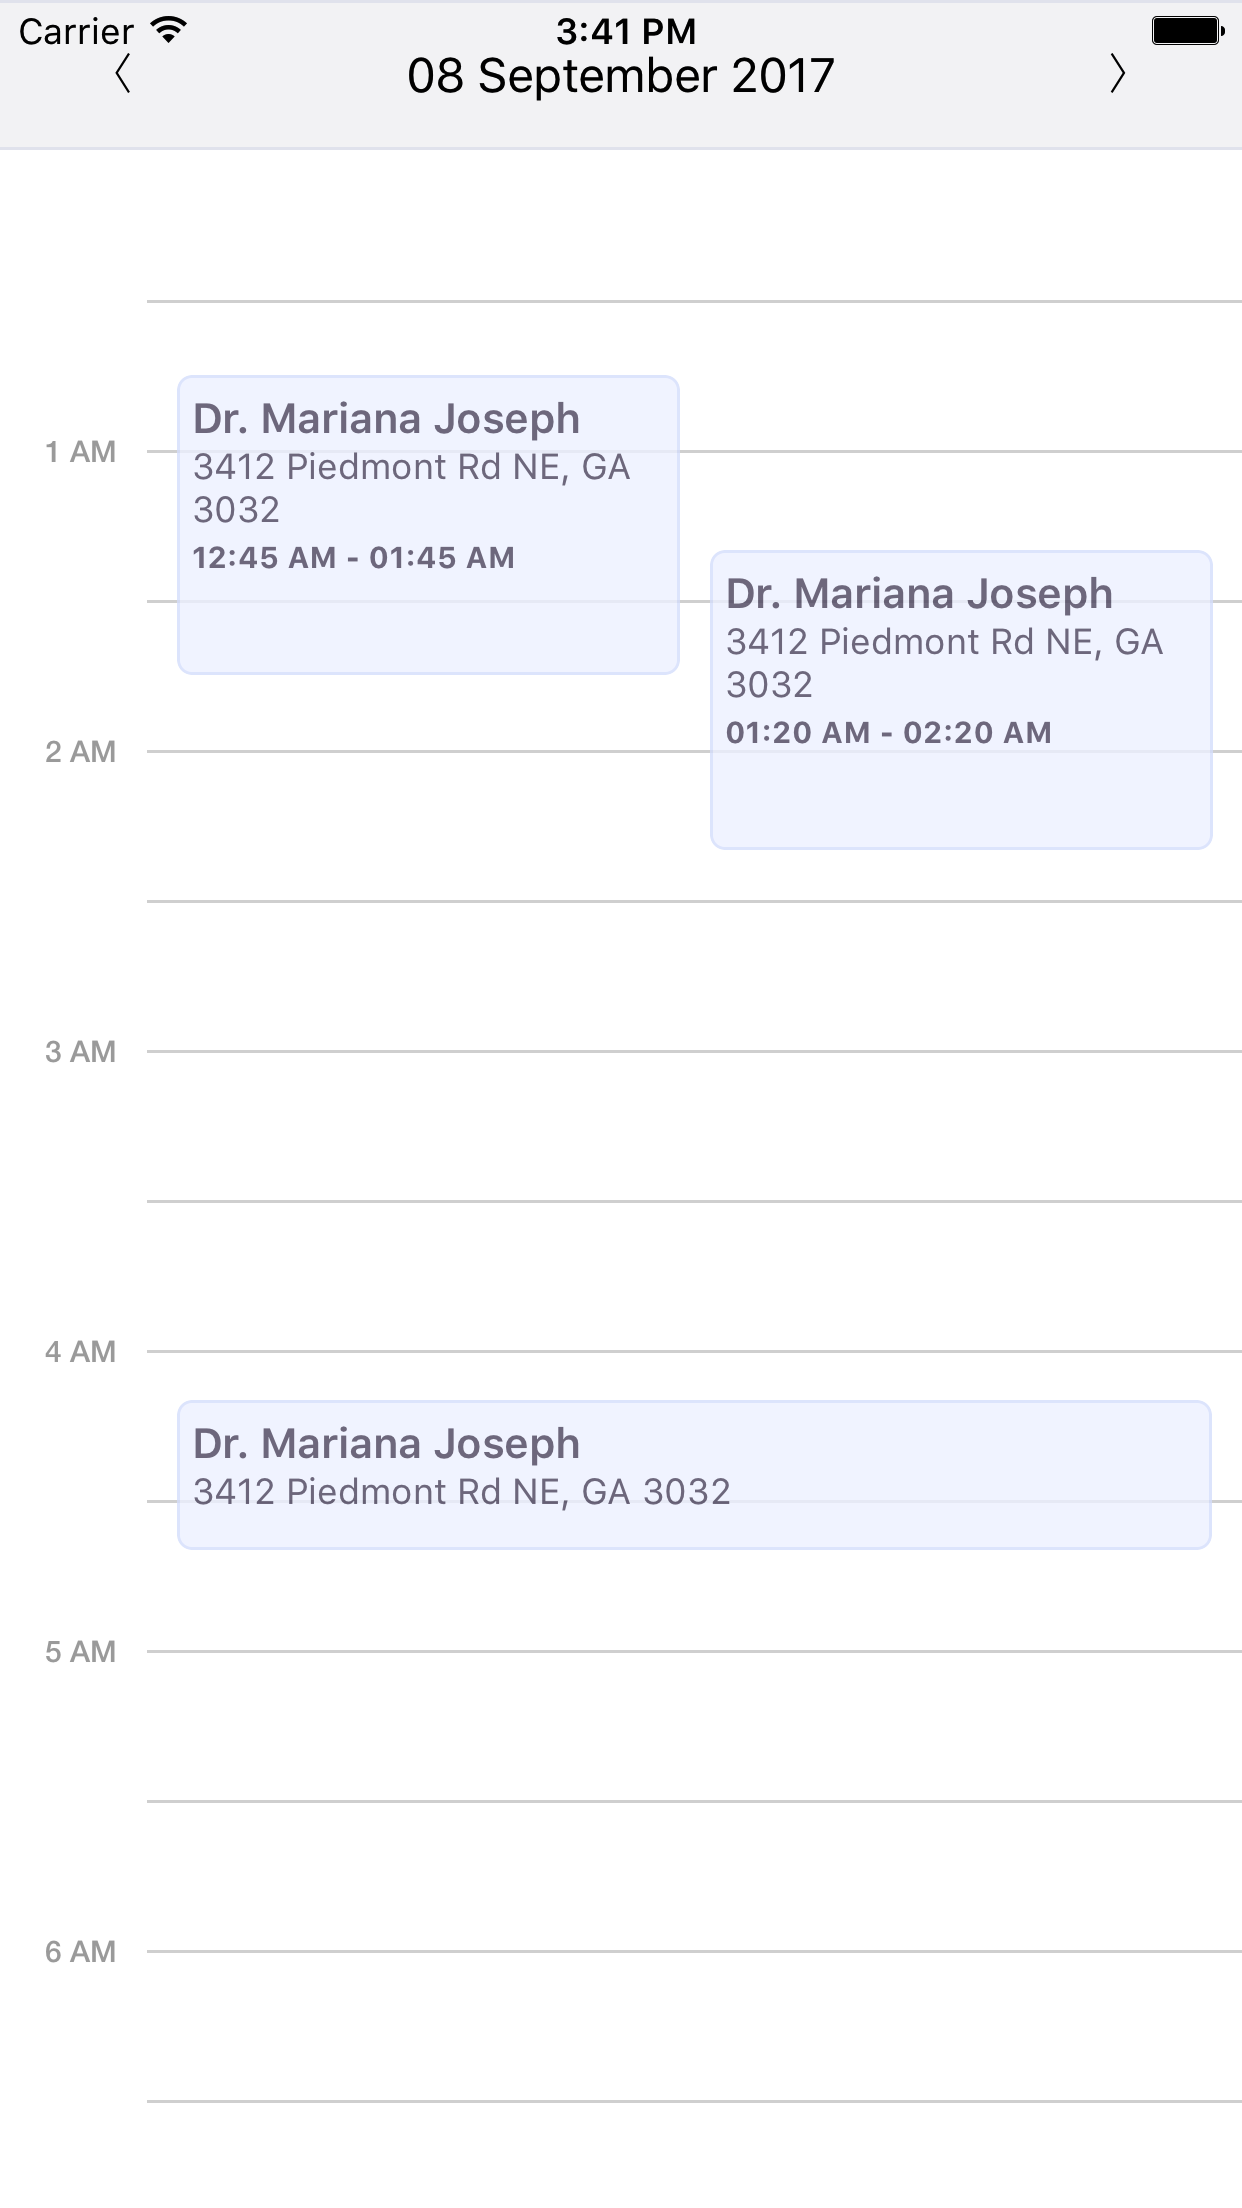 Carrier 3:41 PM
08 September 2017
1 AM
Dr. Mariana Joseph
3412 Piedmont Rd NE, GA
3032
12:45 AM - 01:45 AM
Dr. Mariana Joseph
3412 Piedmont Rd NE, GA
3032
01:20 AM - 02:20 AM
2 AM
3 AM
4 AM
Dr. Mariana Joseph
3412 Piedmont Rd NE, GA 3032
5 AM
6 AM